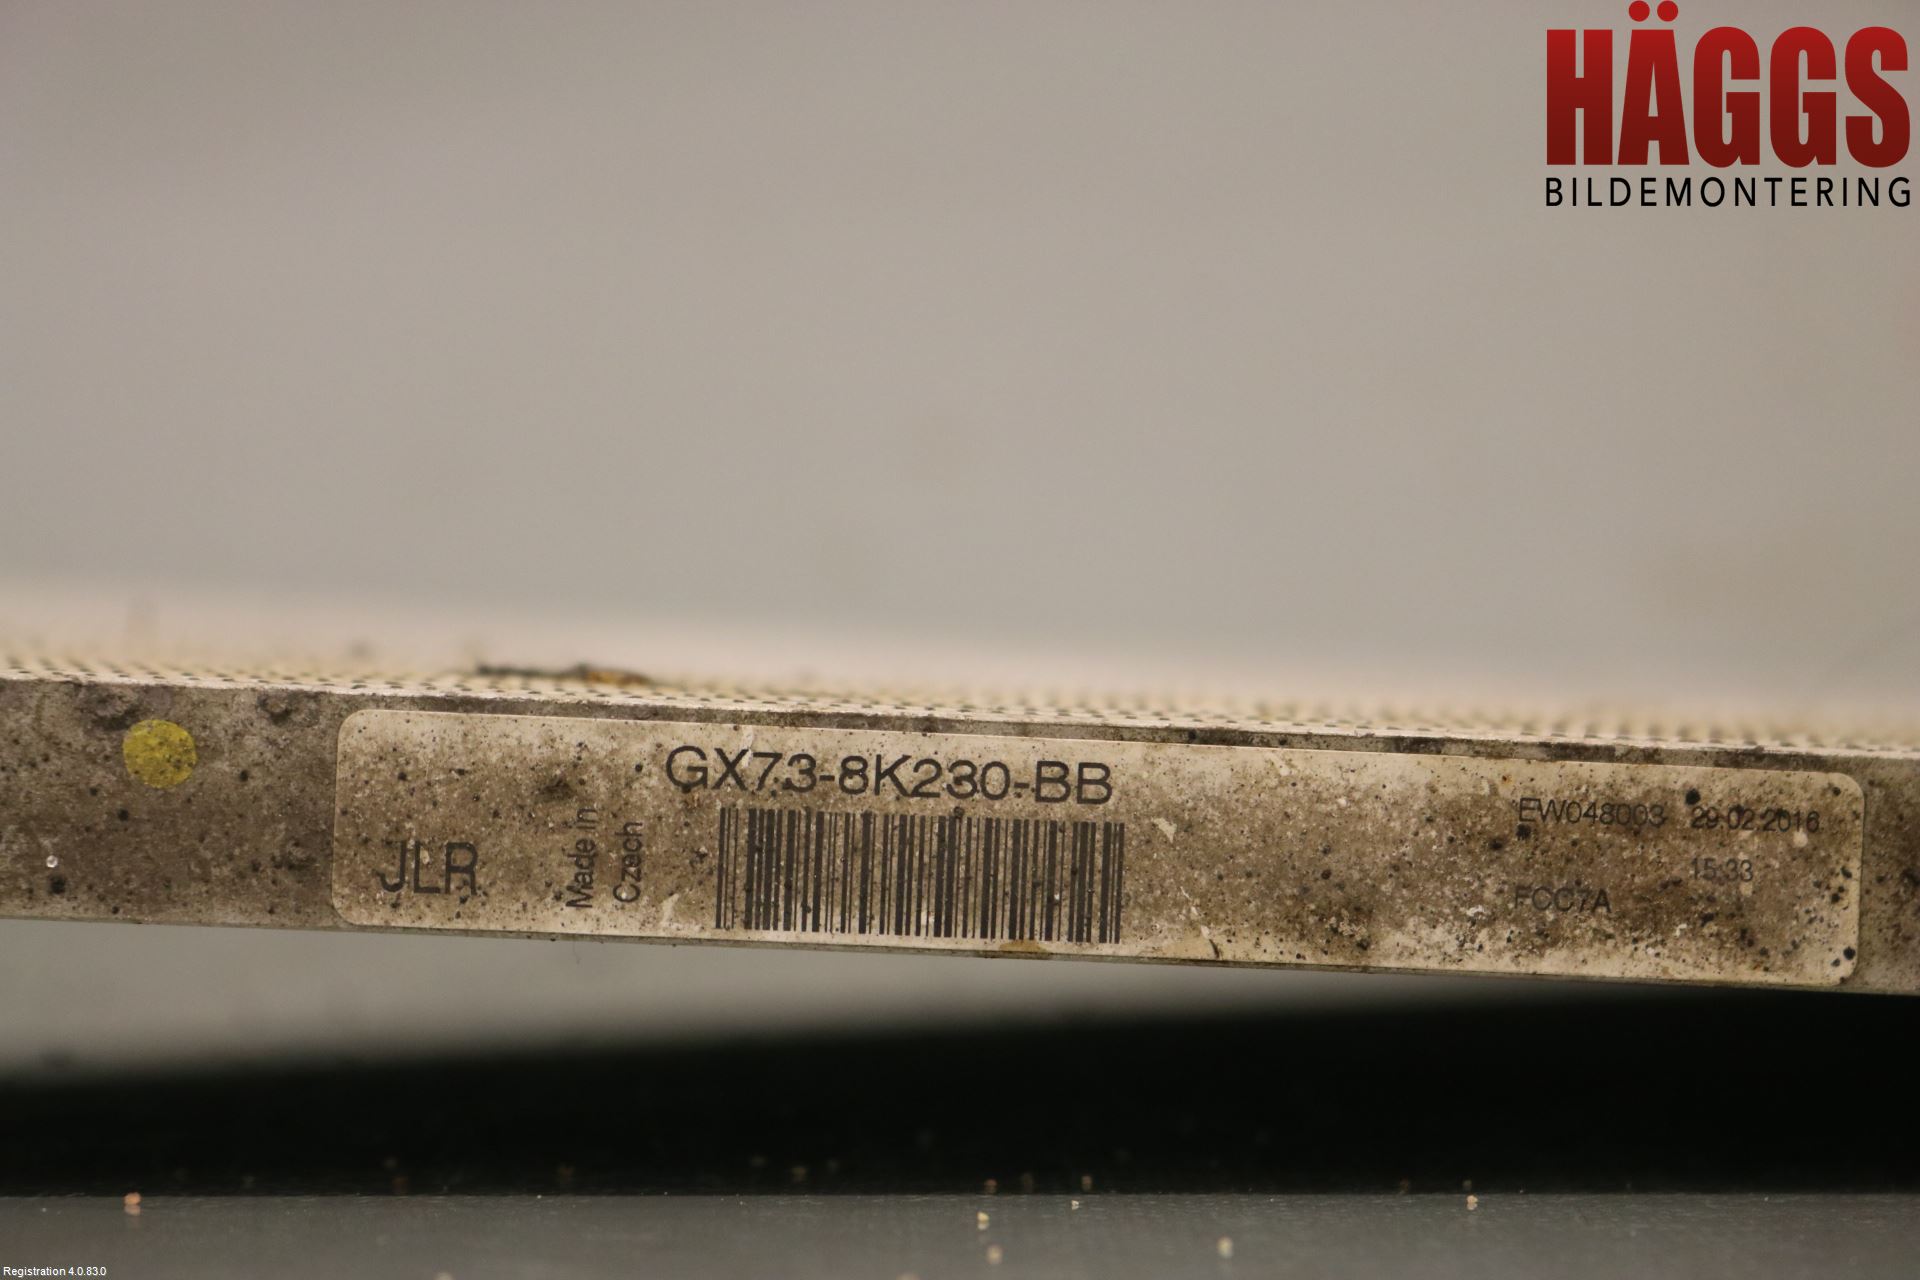 HÄGGS
BILDEMONTERING
GX73-8K230-BB
JLR
Made in
Czech
EW048003 29.02.2016
15:33
FCC7A
Registration 4.0.83.0